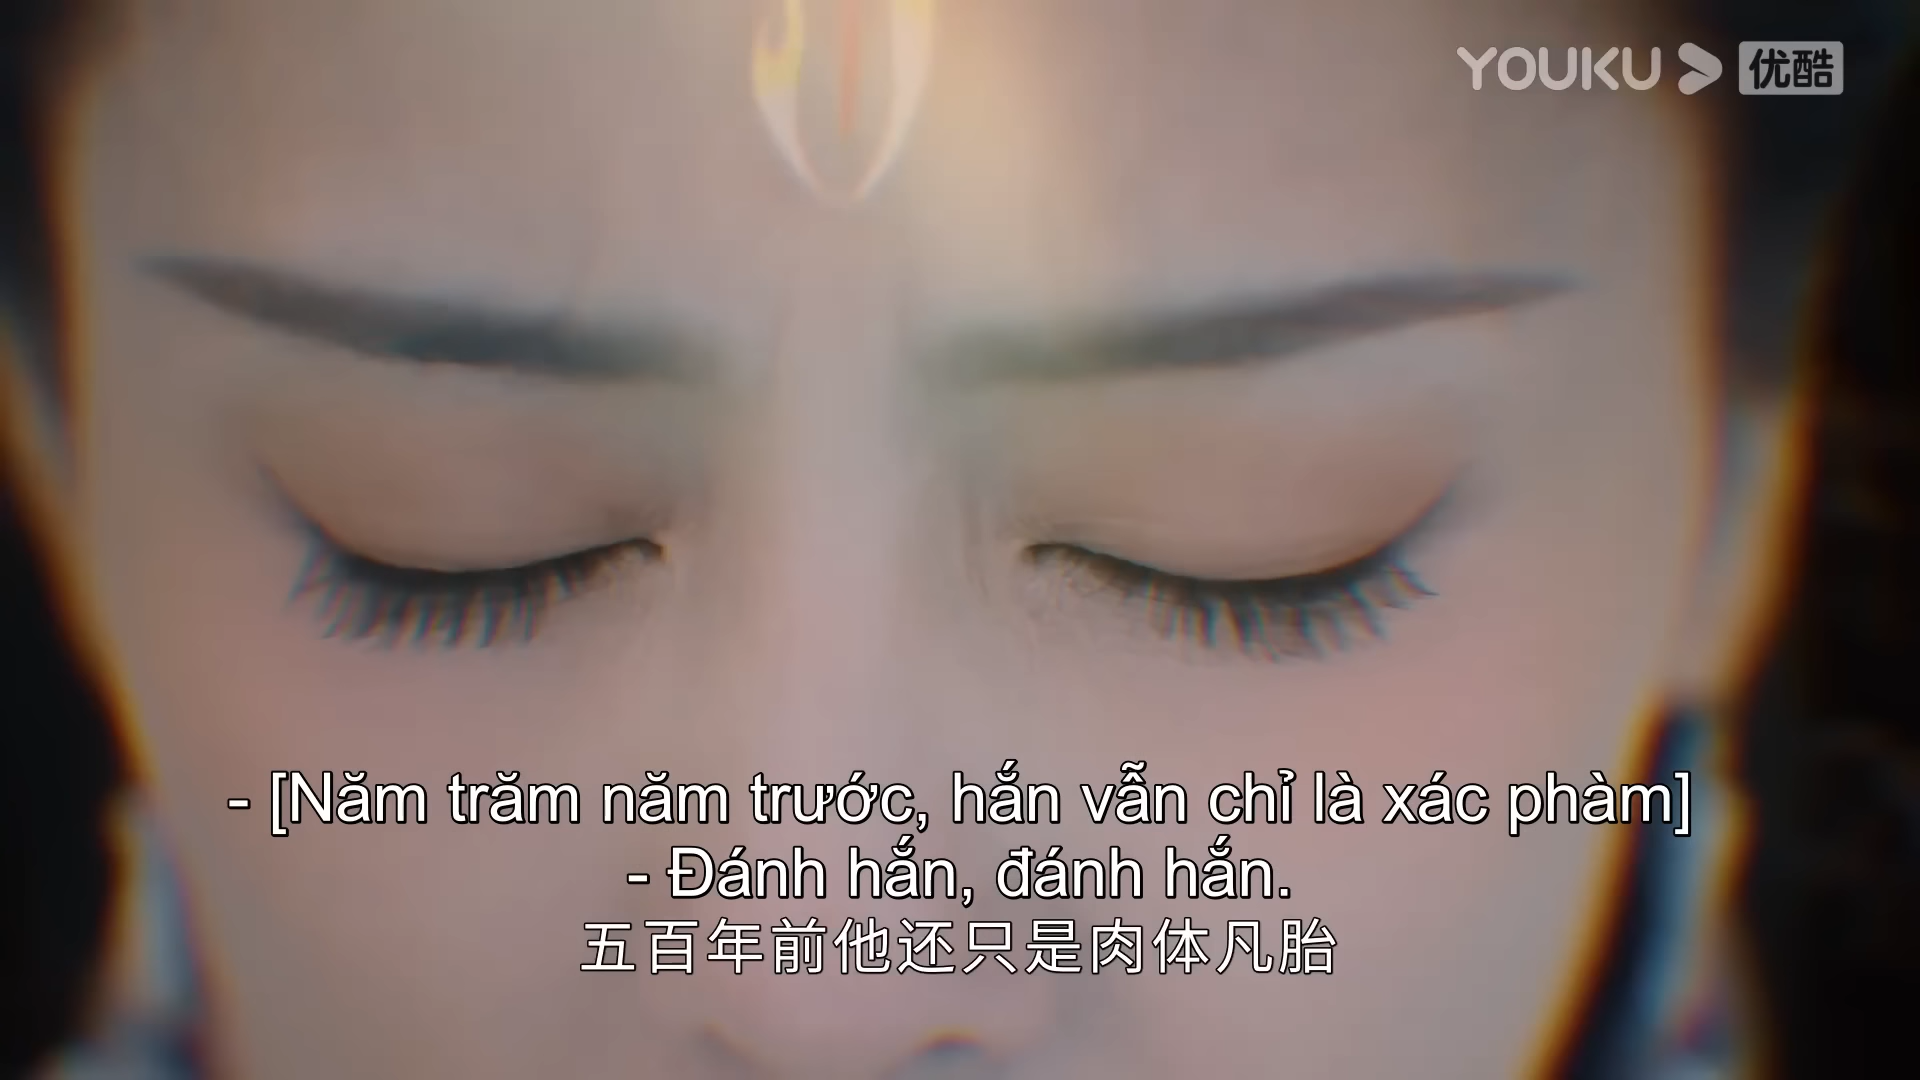 YOUKU 优酷
- [Năm trăm năm trước, hắn vẫn chỉ là xác phàm]
- Đánh hắn, đánh hắn.
五百年前他还只是肉体凡胎